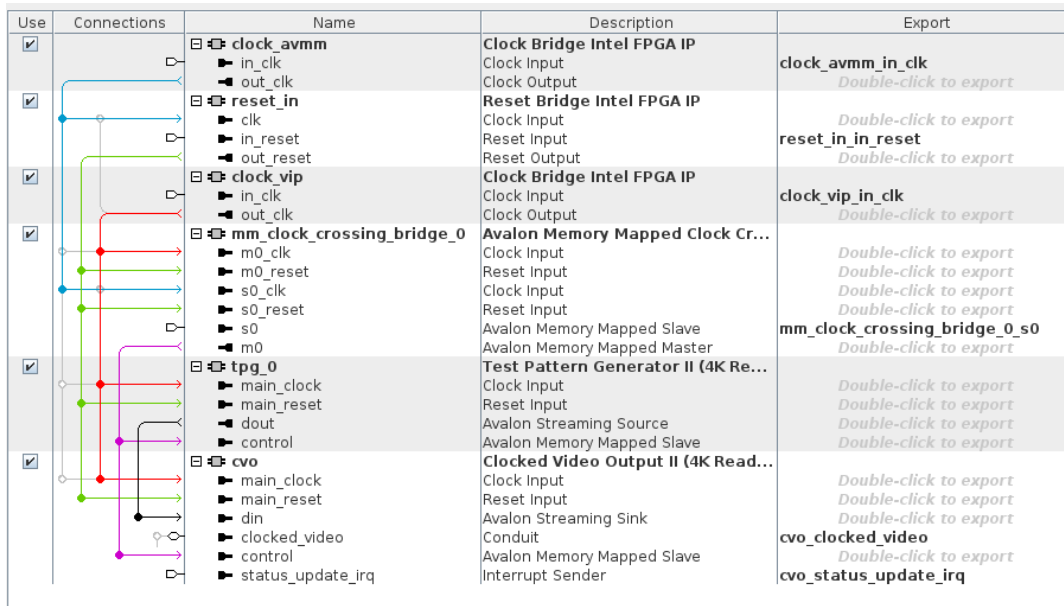 Use Connections Name Description Export
clock_avmm Clock Bridge Intel FPGA IP
in_clk Clock Input clock_avmm_in_clk
out_clk Clock Output Double-click to export
reset_in Reset Bridge Intel FPGA IP
clk Clock Input Double-click to export
in_reset Reset Input reset_in_in_reset
out_reset Reset Output Double-click to export
clock_vip Clock Bridge Intel FPGA IP
in_clk Clock Input clock_vip_in_clk
out_clk Clock Output Double-click to export
mm_clock_crossing_bridge_0 Avalon Memory Mapped Clock Cr...
m0_clk Clock Input Double-click to export
m0_reset Reset Input Double-click to export
s0_clk Clock Input Double-click to export
s0_reset Reset Input Double-click to export
s0 Avalon Memory Mapped Slave mm_clock_crossing_bridge_0_s0
m0 Avalon Memory Mapped Master Double-click to export
tpg_0 Test Pattern Generator II (4K Re...
main_clock Clock Input Double-click to export
main_reset Reset Input Double-click to export
dout Avalon Streaming Source Double-click to export
control Avalon Memory Mapped Slave Double-click to export
cvo Clocked Video Output II (4K Read...
main_clock Clock Input Double-click to export
main_reset Reset Input Double-click to export
din Avalon Streaming Sink Double-click to export
clocked_video Conduit cvo_clocked_video
control Avalon Memory Mapped Slave Double-click to export
status_update_irq Interrupt Sender cvo_status_update_irq